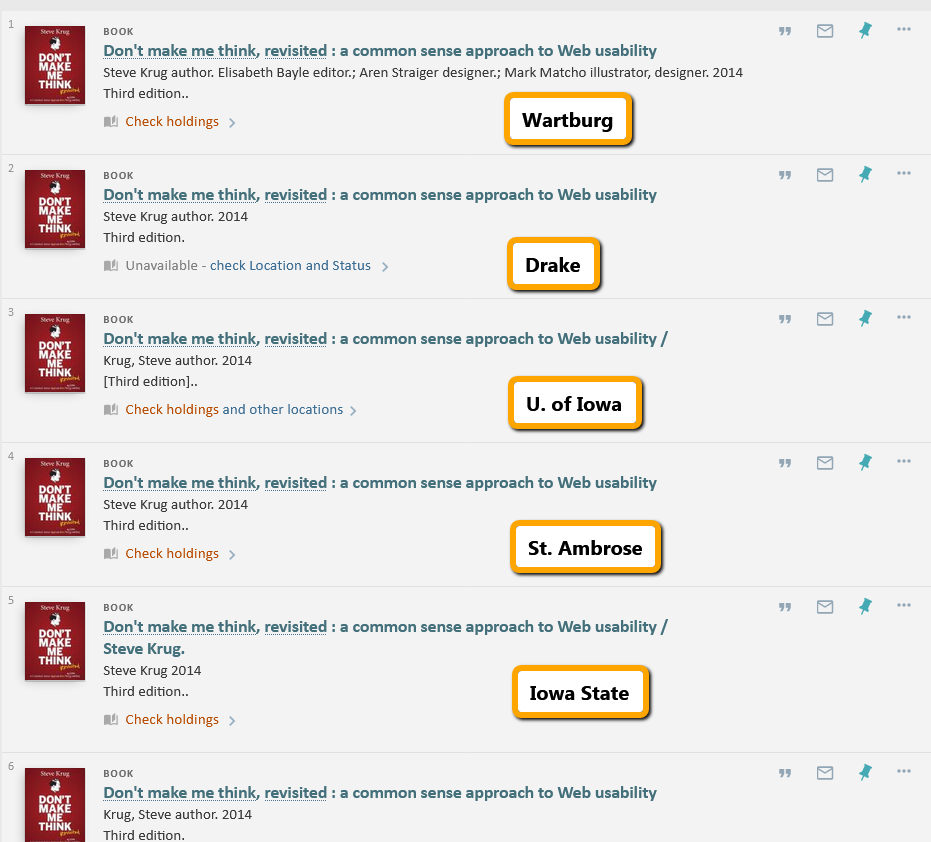 1
Steve Krug
DON'T
MAKE
ME
THINK
Revisited
BOOK
Don't make me think, revisited : a common sense approach to Web usability
Steve Krug author. Elisabeth Bayle editor.; Aren Straiger designer.; Mark Matcho illustrator, designer. 2014
Third edition..
Check holdings
Wartburg
2
Steve Krug
DON'T
MAKE
ME
THINK
Revisited
BOOK
Don't make me think, revisited : a common sense approach to Web usability
Steve Krug author. 2014
Third edition.
Unavailable - check Location and Status
Drake
3
Steve Krug
DON'T
MAKE
ME
THINK
Revisited
BOOK
Don't make me think, revisited : a common sense approach to Web usability /
Krug, Steve author. 2014
[Third edition]..
Check holdings and other locations
U. of Iowa
4
Steve Krug
DON'T
MAKE
ME
THINK
Revisited
BOOK
Don't make me think, revisited : a common sense approach to Web usability
Steve Krug author. 2014
Third edition..
Check holdings
St. Ambrose
5
Steve Krug
DON'T
MAKE
ME
THINK
Revisited
BOOK
Don't make me think, revisited : a common sense approach to Web usability /
Steve Krug.
Steve Krug 2014
Third edition..
Check holdings
Iowa State
6
Steve Krug
DON'T
MAKE
ME
THINK
Revisited
BOOK
Don't make me think, revisited : a common sense approach to Web usability
Krug, Steve author. 2014
Third edition.